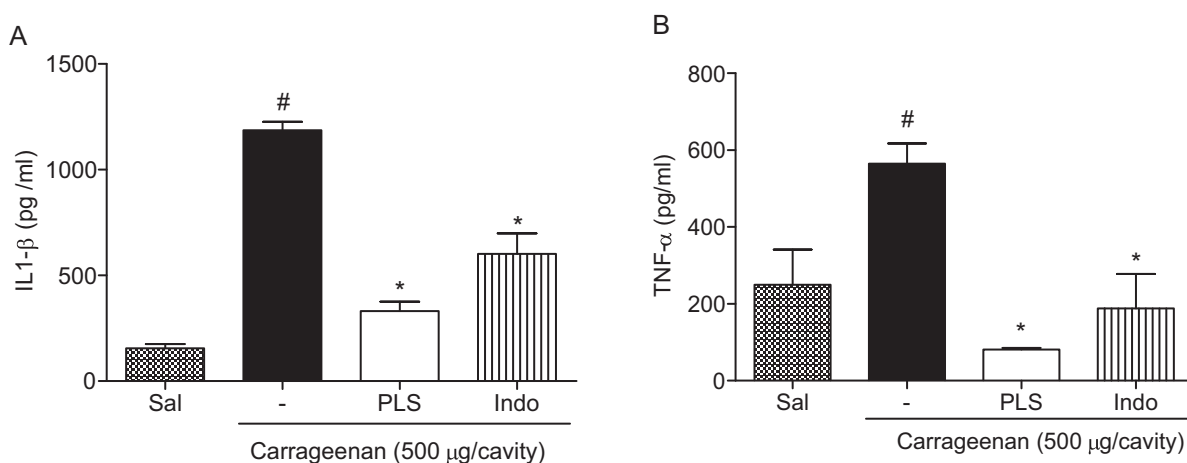 A
IL1-β (pg /ml)
1500
1000
500
0
#
*
*
Sal
-
PLS
Indo
Carrageenan (500 μg/cavity)
B
TNF-α (pg/ml)
800
600
400
200
0
#
*
*
Sal
-
PLS
Indo
Carrageenan (500 μg/cavity)